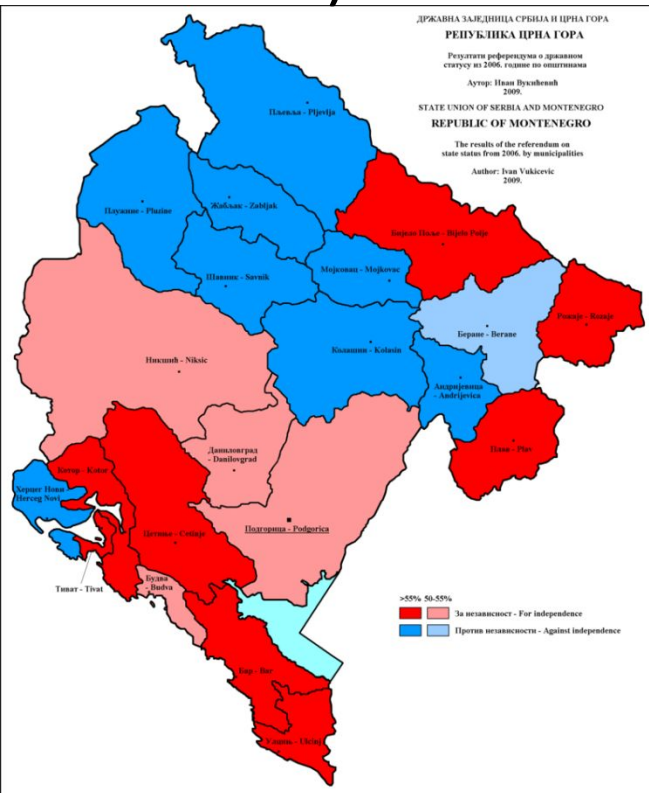 ДРЖАВНА ЗАЈЕДНИЦА СРБИЈА И ЦРНА ГОРА
РЕПУБЛИКА ЦРНА ГОРА
Резултати референдума о државном
статусу из 2006. године по општинама
Аутор: Иван Вукићевић
2009.
STATE UNION OF SERBIA AND MONTENEGRO
REPUBLIC OF MONTENEGRO
The results of the referendum on
state status from 2006. by municipalities
Author: Ivan Vukicevic
2009.
Пљевља - Pljevlja
Плужине - Pluzine
Жабљак - Zabljak
Бијело Поље - Bijelo Polje
Шавник - Savnik
Мојковац - Mojkovac
Рожаје - Rozaje
Беране - Berane
Никшић - Niksic
Колашин - Kolasin
Андријевица
- Andrijevica
Даниловград
- Danilovgrad
Плав - Plav
Котор - Kotor
Херцег Нови -
Herceg Novi
Цетиње - Cetinje
Подгорица - Podgorica
Тиват - Tivat
Будва
- Budva
>55% 50-55%
За независност - For independence
Против независности - Against independence
Бар - Bar
Улцињ - Ulcinj